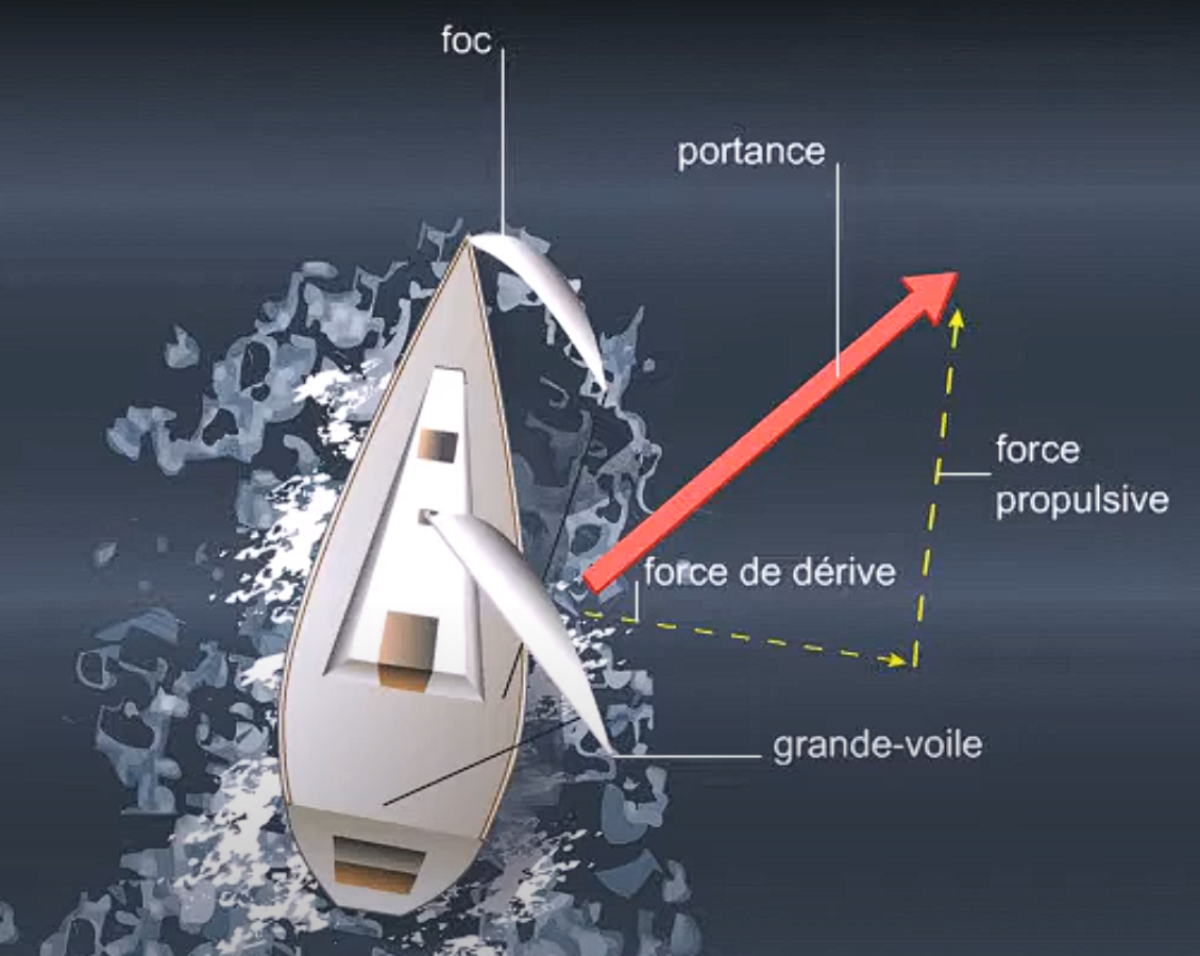 foc
portance
force
propulsive
force de dérive
grande-voile